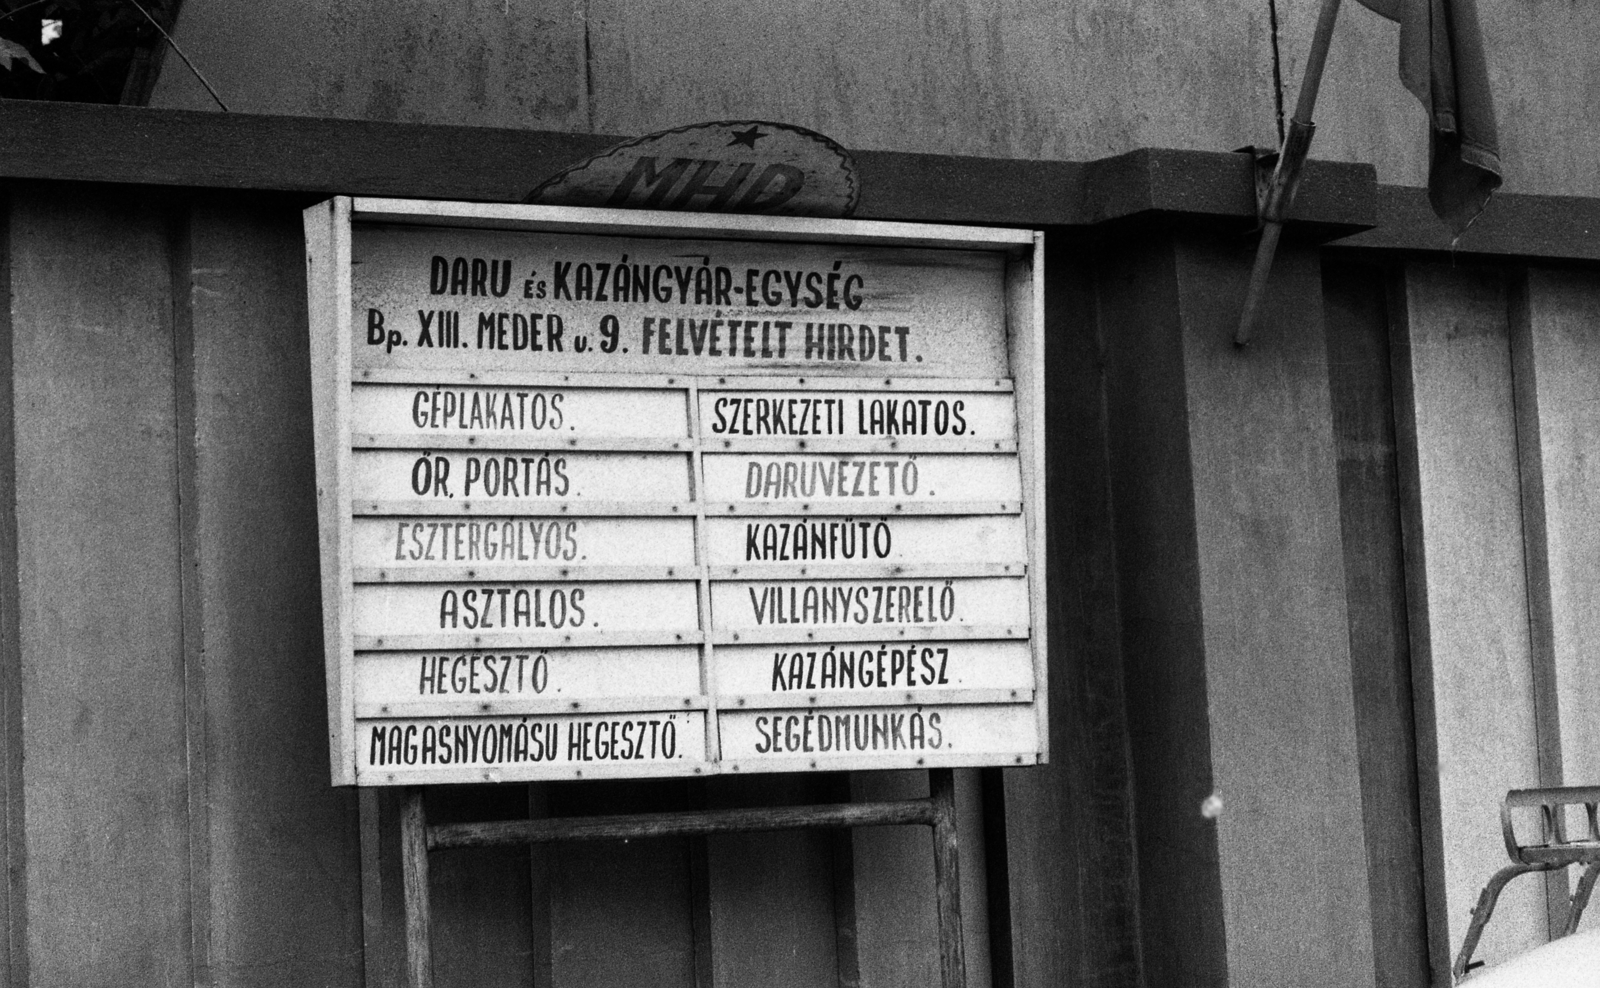 MHD
DARU és KAZÁNGYÁR-EGYSÉG
Bp. XIII. MEDER u. 9. FELVÉTELT HIRDET.
GÉPLAKATOS.
SZERKEZETI LAKATOS.
ŐR, PORTÁS.
DARUVEZETŐ.
ESZTERGÁLYOS.
KAZÁNFŰTŐ.
ASZTALOS.
VILLANYSZERELŐ.
HEGESZTŐ.
KAZÁNGÉPÉSZ.
MAGASNYOMÁSU HEGESZTŐ.
SEGÉDMUNKÁS.